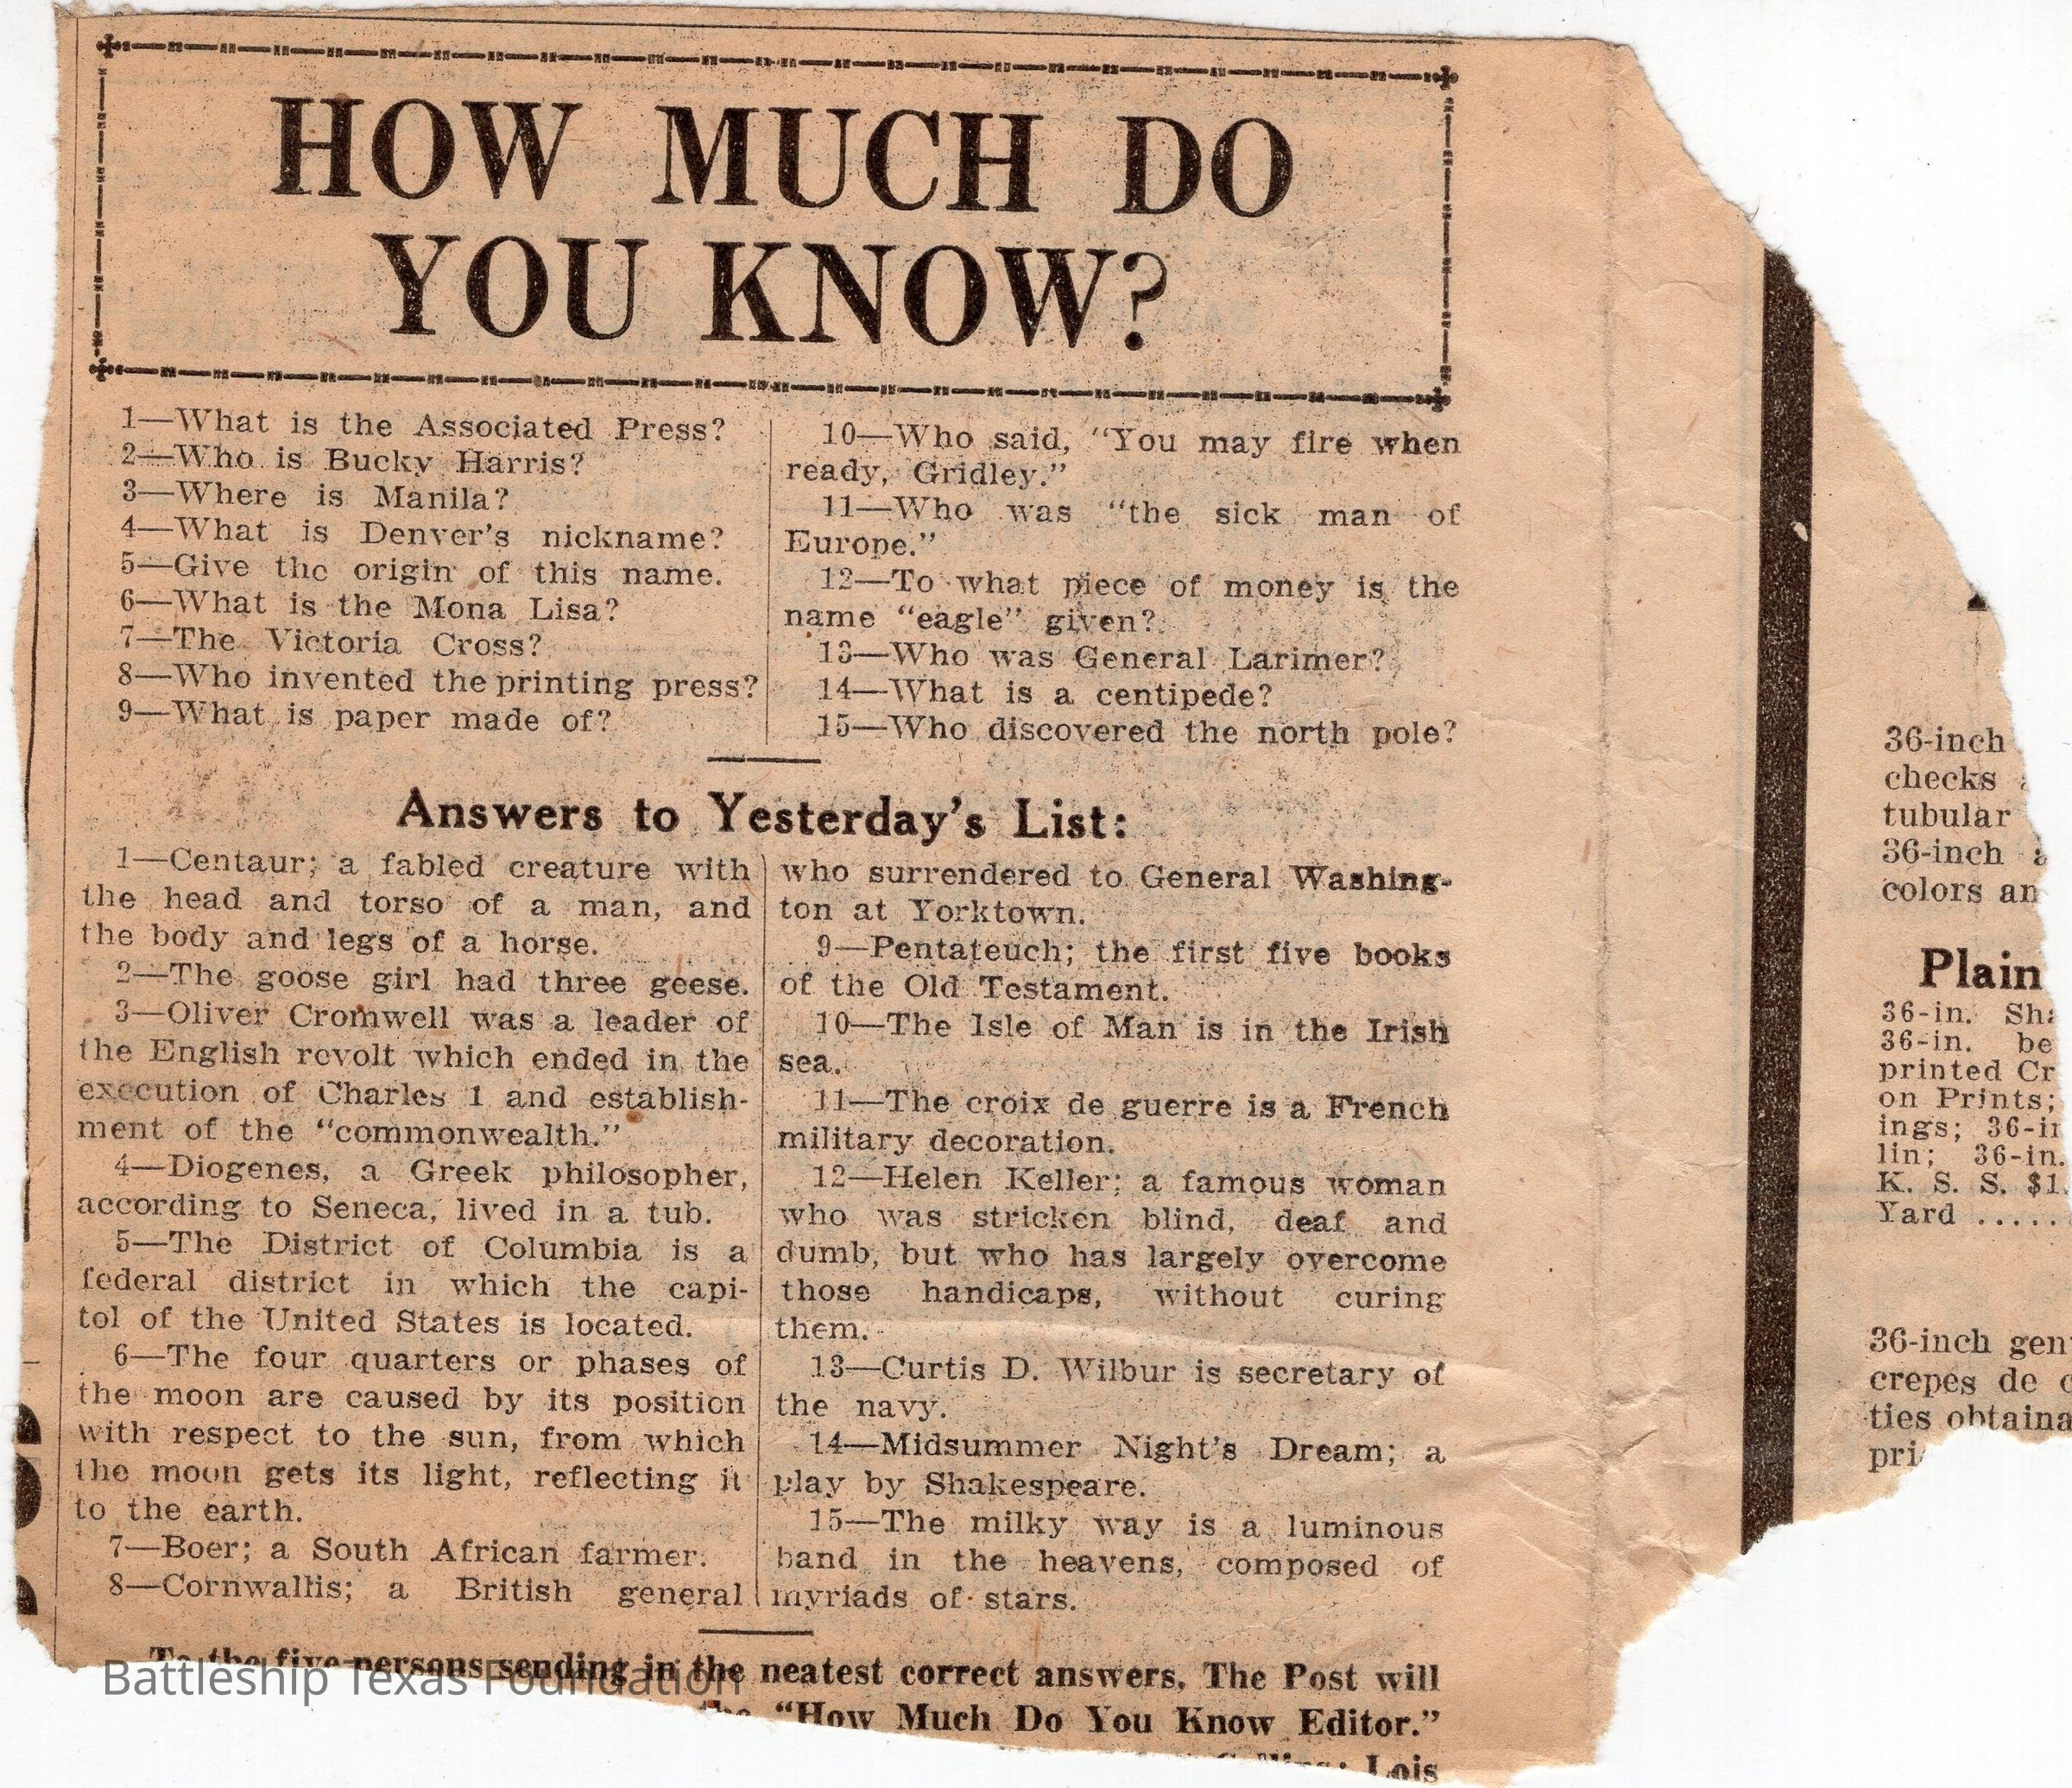 HOW MUCH DO
YOU KNOW?
1—What is the Associated Press?
2—Who is Bucky Harris?
3—Where is Manila?
4—What is Denver's nickname?
5—Give the origin of this name.
6—What is the Mona Lisa?
7—The Victoria Cross?
8—Who invented the printing press?
9—What is paper made of?
10—Who said, "You may fire when
ready, Gridley."
11—Who was "the sick man of
Europe."
12—To what piece of money is the
name "eagle" given?
13—Who was General Larimer?
14—What is a centipede?
15—Who discovered the north pole?
Answers to Yesterday's List:
1—Centaur; a fabled creature with
the head and torso of a man, and
the body and legs of a horse.
2—The goose girl had three geese.
3—Oliver Cromwell was a leader of
the English revolt which ended in the
execution of Charles I and establish-
ment of the "commonwealth."
4—Diogenes, a Greek philosopher,
according to Seneca, lived in a tub.
5—The District of Columbia is a
federal district in which the capi-
tol of the United States is located.
6—The four quarters or phases of
the moon are caused by its position
with respect to the sun, from which
the moon gets its light, reflecting it
to the earth.
7—Boer; a South African farmer.
8—Cornwallis; a British general
who surrendered to General Washing-
ton at Yorktown.
9—Pentateuch; the first five books
of the Old Testament.
10—The Isle of Man is in the Irish
sea.
11—The croix de guerre is a French
military decoration.
12—Helen Keller; a famous woman
who was stricken blind, deaf and
dumb, but who has largely overcome
those handicaps, without curing
them.
13—Curtis D. Wilbur is secretary of
the navy.
14—Midsummer Night's Dream; a
play by Shakespeare.
15—The milky way is a luminous
band in the heavens, composed of
myriads of stars.
To the five persons sending in the neatest correct answers, The Post will
the "How Much Do You Know Editor."
Lois
Battleship Texas Foundation
36-inch
checks
tubular
36-inch
colors an
Plain
36-in. Sh
36-in. be
printed Cr
on Prints;
ings; 36-in
lin; 36-in.
K. S. S. $1.
Yard .....
36-inch gen
crepes de c
ties obtaina
pri